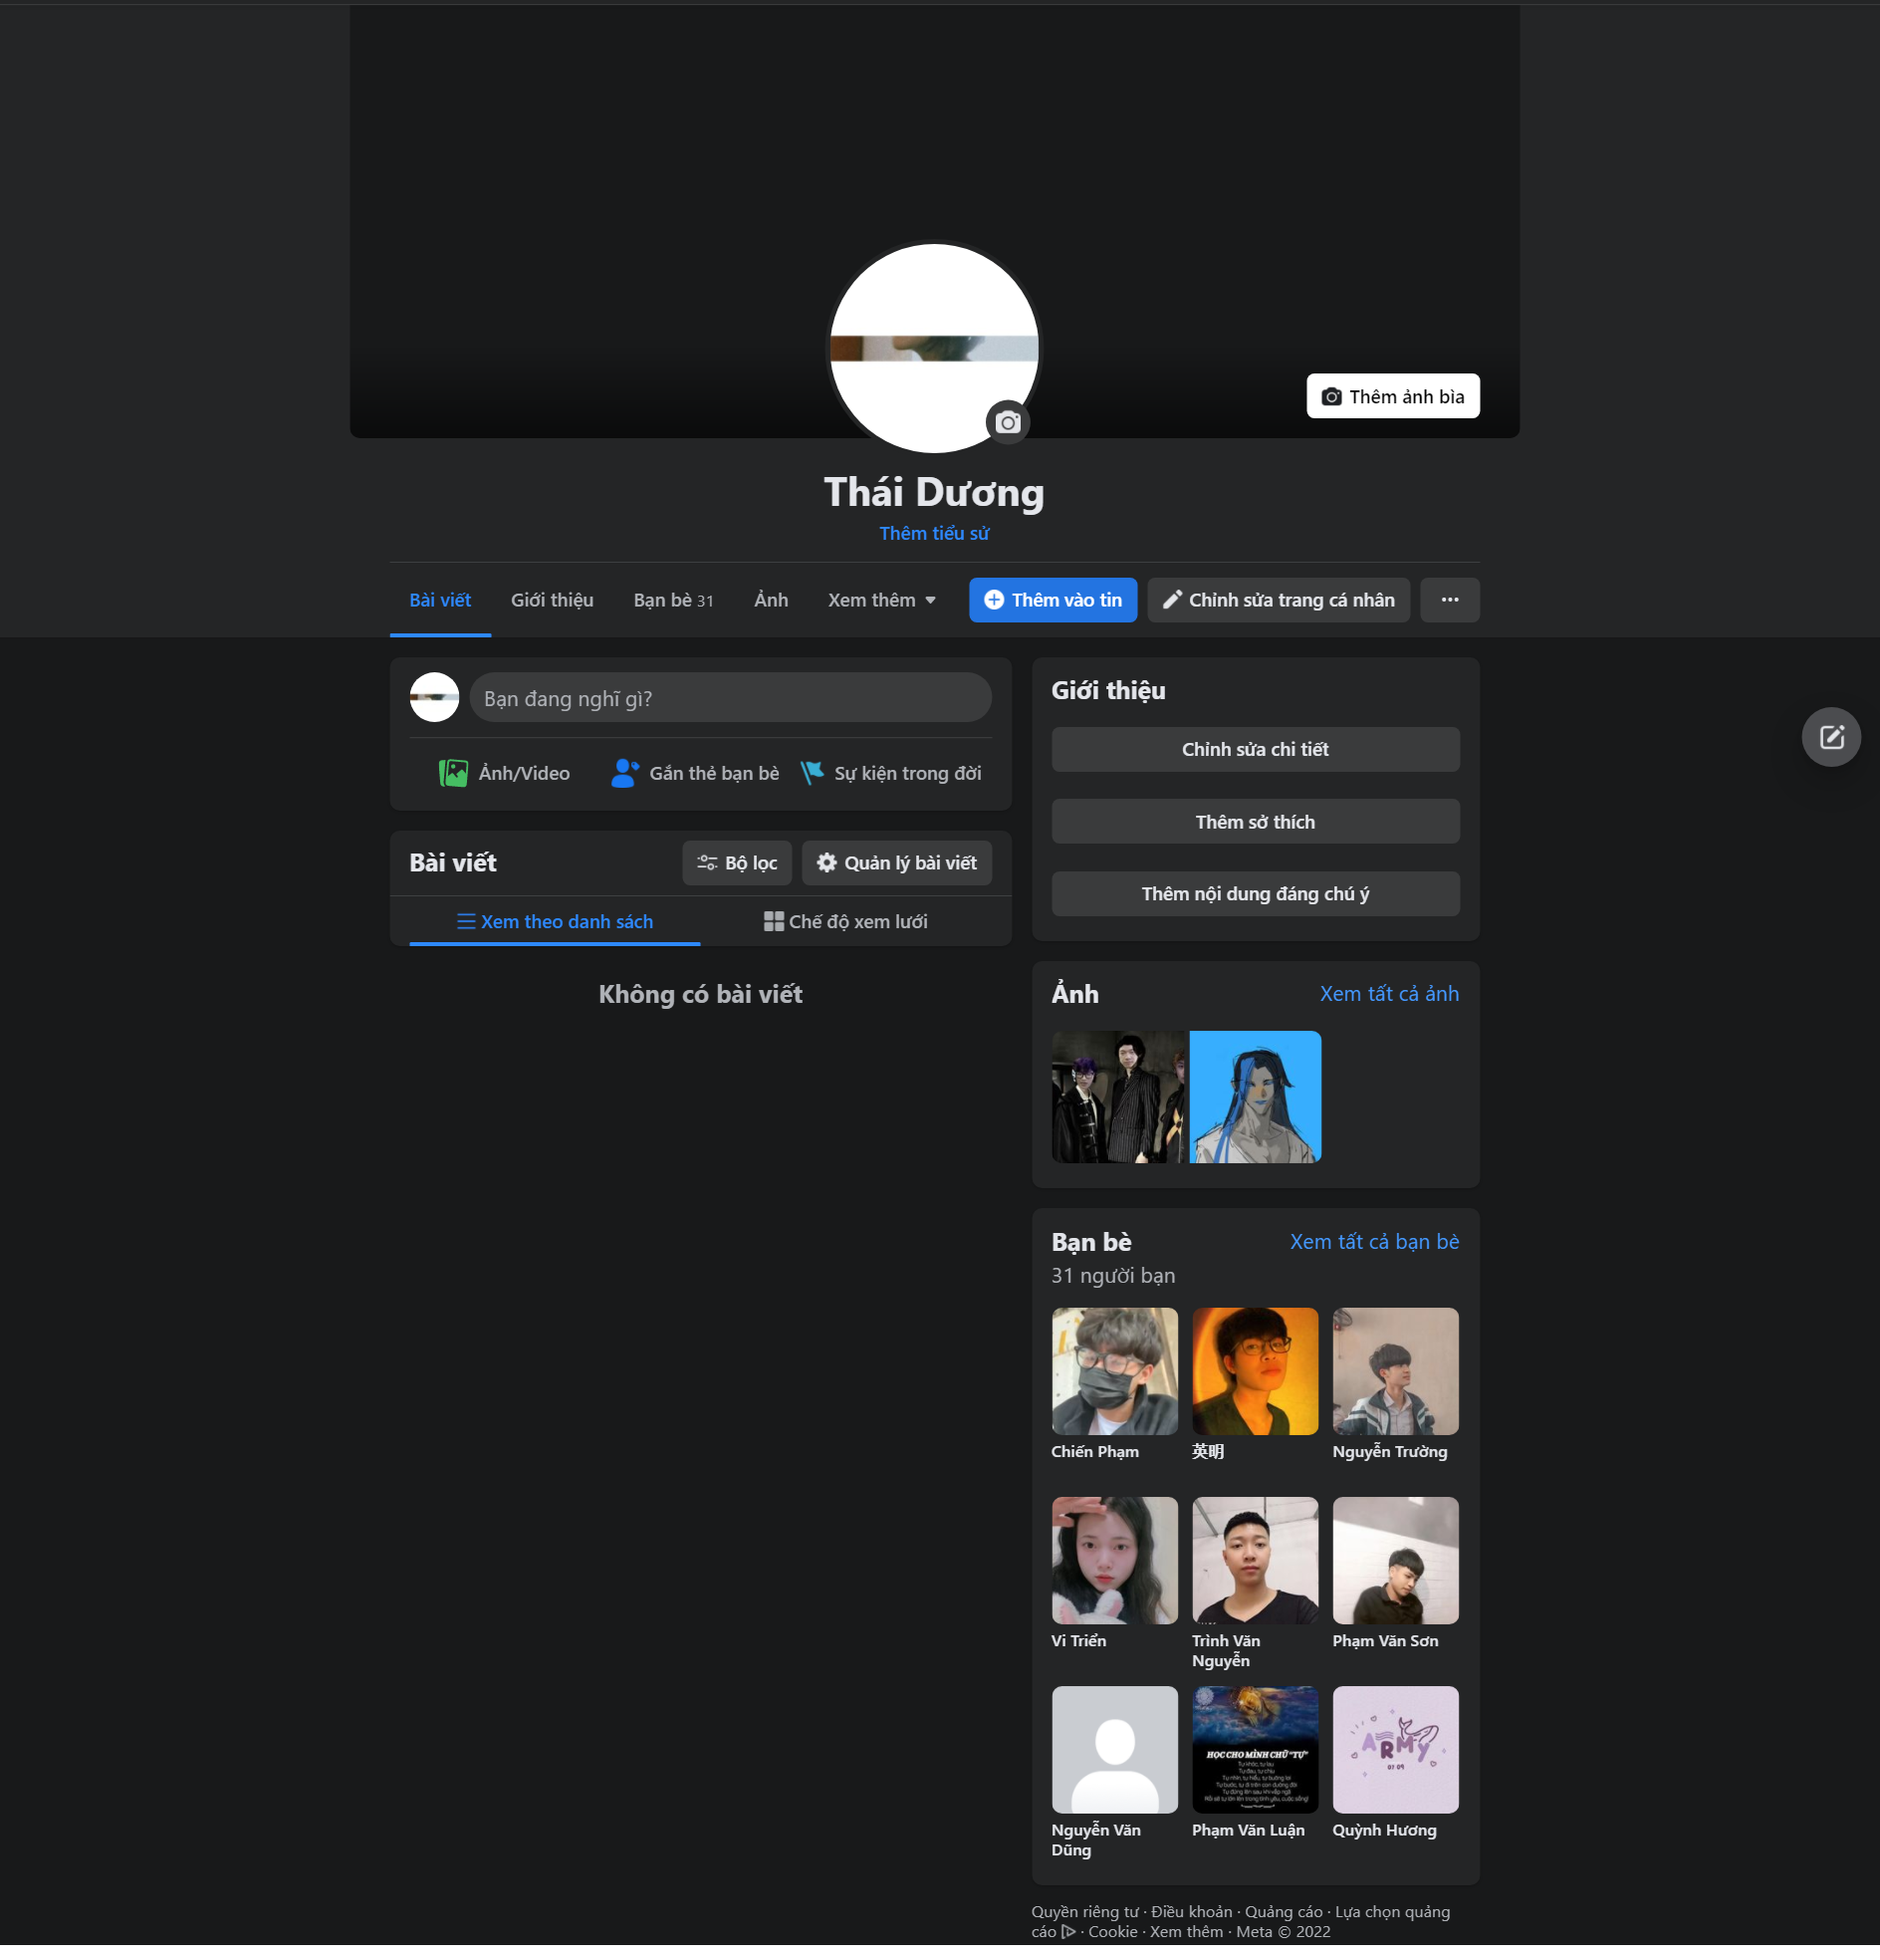 Thêm ảnh bìa
Thái Dương
Thêm tiểu sử
Bài viết Giới thiệu Bạn bè 31 Ảnh Xem thêm Thêm vào tin Chỉnh sửa trang cá nhân
Bạn đang nghĩ gì?
Ảnh/Video Gắn thẻ bạn bè Sự kiện trong đời
Bài viết Bộ lọc Quản lý bài viết
Xem theo danh sách Chế độ xem lưới
Không có bài viết
Giới thiệu
Chỉnh sửa chi tiết
Thêm sở thích
Thêm nội dung đáng chú ý
Ảnh Xem tất cả ảnh
Bạn bè Xem tất cả bạn bè
31 người bạn
Chiến Phạm 英明 Nguyễn Trường
Vi Triển Trình Văn Phạm Văn Sơn
Nguyễn
HỌC CHO MÌNH CHỮ "TỰ"
ARMY
07 09
Nguyễn Văn Phạm Văn Luận Quỳnh Hương
Dũng
Quyền riêng tư · Điều khoản · Quảng cáo · Lựa chọn quảng
cáo · Cookie · Xem thêm · Meta © 2022